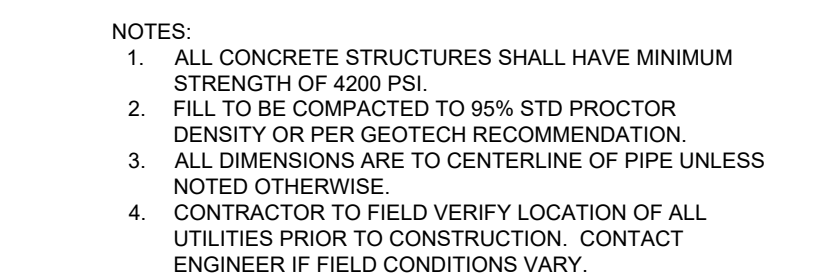 NOTES:
1. ALL CONCRETE STRUCTURES SHALL HAVE MINIMUM
STRENGTH OF 4200 PSI.
2. FILL TO BE COMPACTED TO 95% STD PROCTOR
DENSITY OR PER GEOTECH RECOMMENDATION.
3. ALL DIMENSIONS ARE TO CENTERLINE OF PIPE UNLESS
NOTED OTHERWISE.
4. CONTRACTOR TO FIELD VERIFY LOCATION OF ALL
UTILITIES PRIOR TO CONSTRUCTION. CONTACT
ENGINEER IF FIELD CONDITIONS VARY.